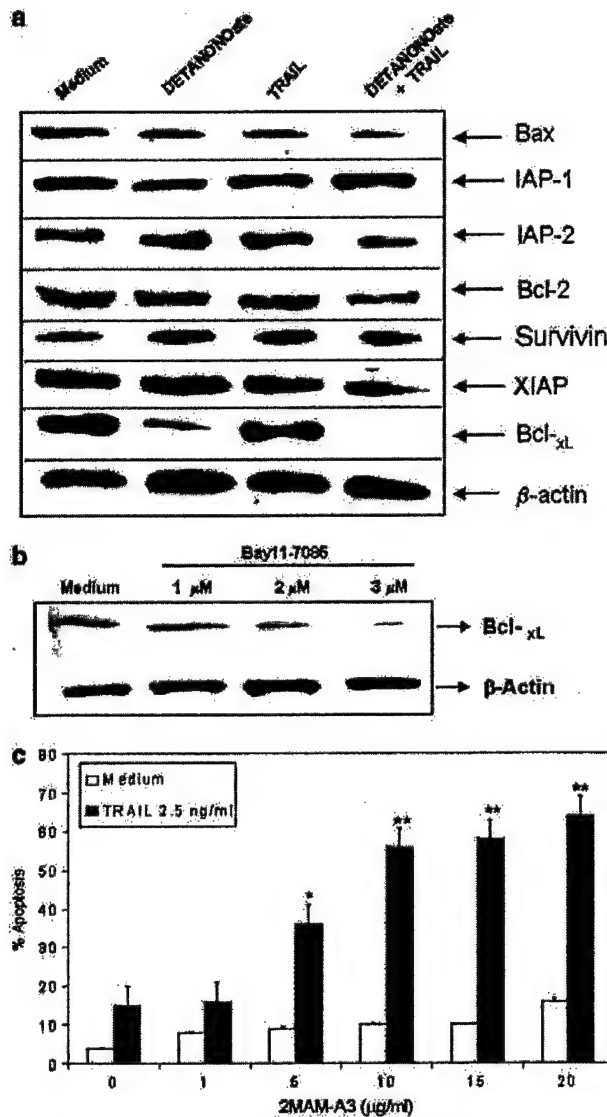 a
Medium DETANONOate TRAIL DETANONOate + TRAIL
Bax
IAP-1
IAP-2
Bcl-2
Survivin
XIAP
Bcl-xL
β-actin
b
Bay11-7085
Medium 1 μM 2 μM 3 μM
Bcl-xL
β-Actin
c
80
70
60
50
40
30
20
10
0
% Apoptosis
Medium
TRAIL 2.5 ng/ml
* ** ** **
0 1 5 10 15 20
2MAM-A3 (μg/ml)